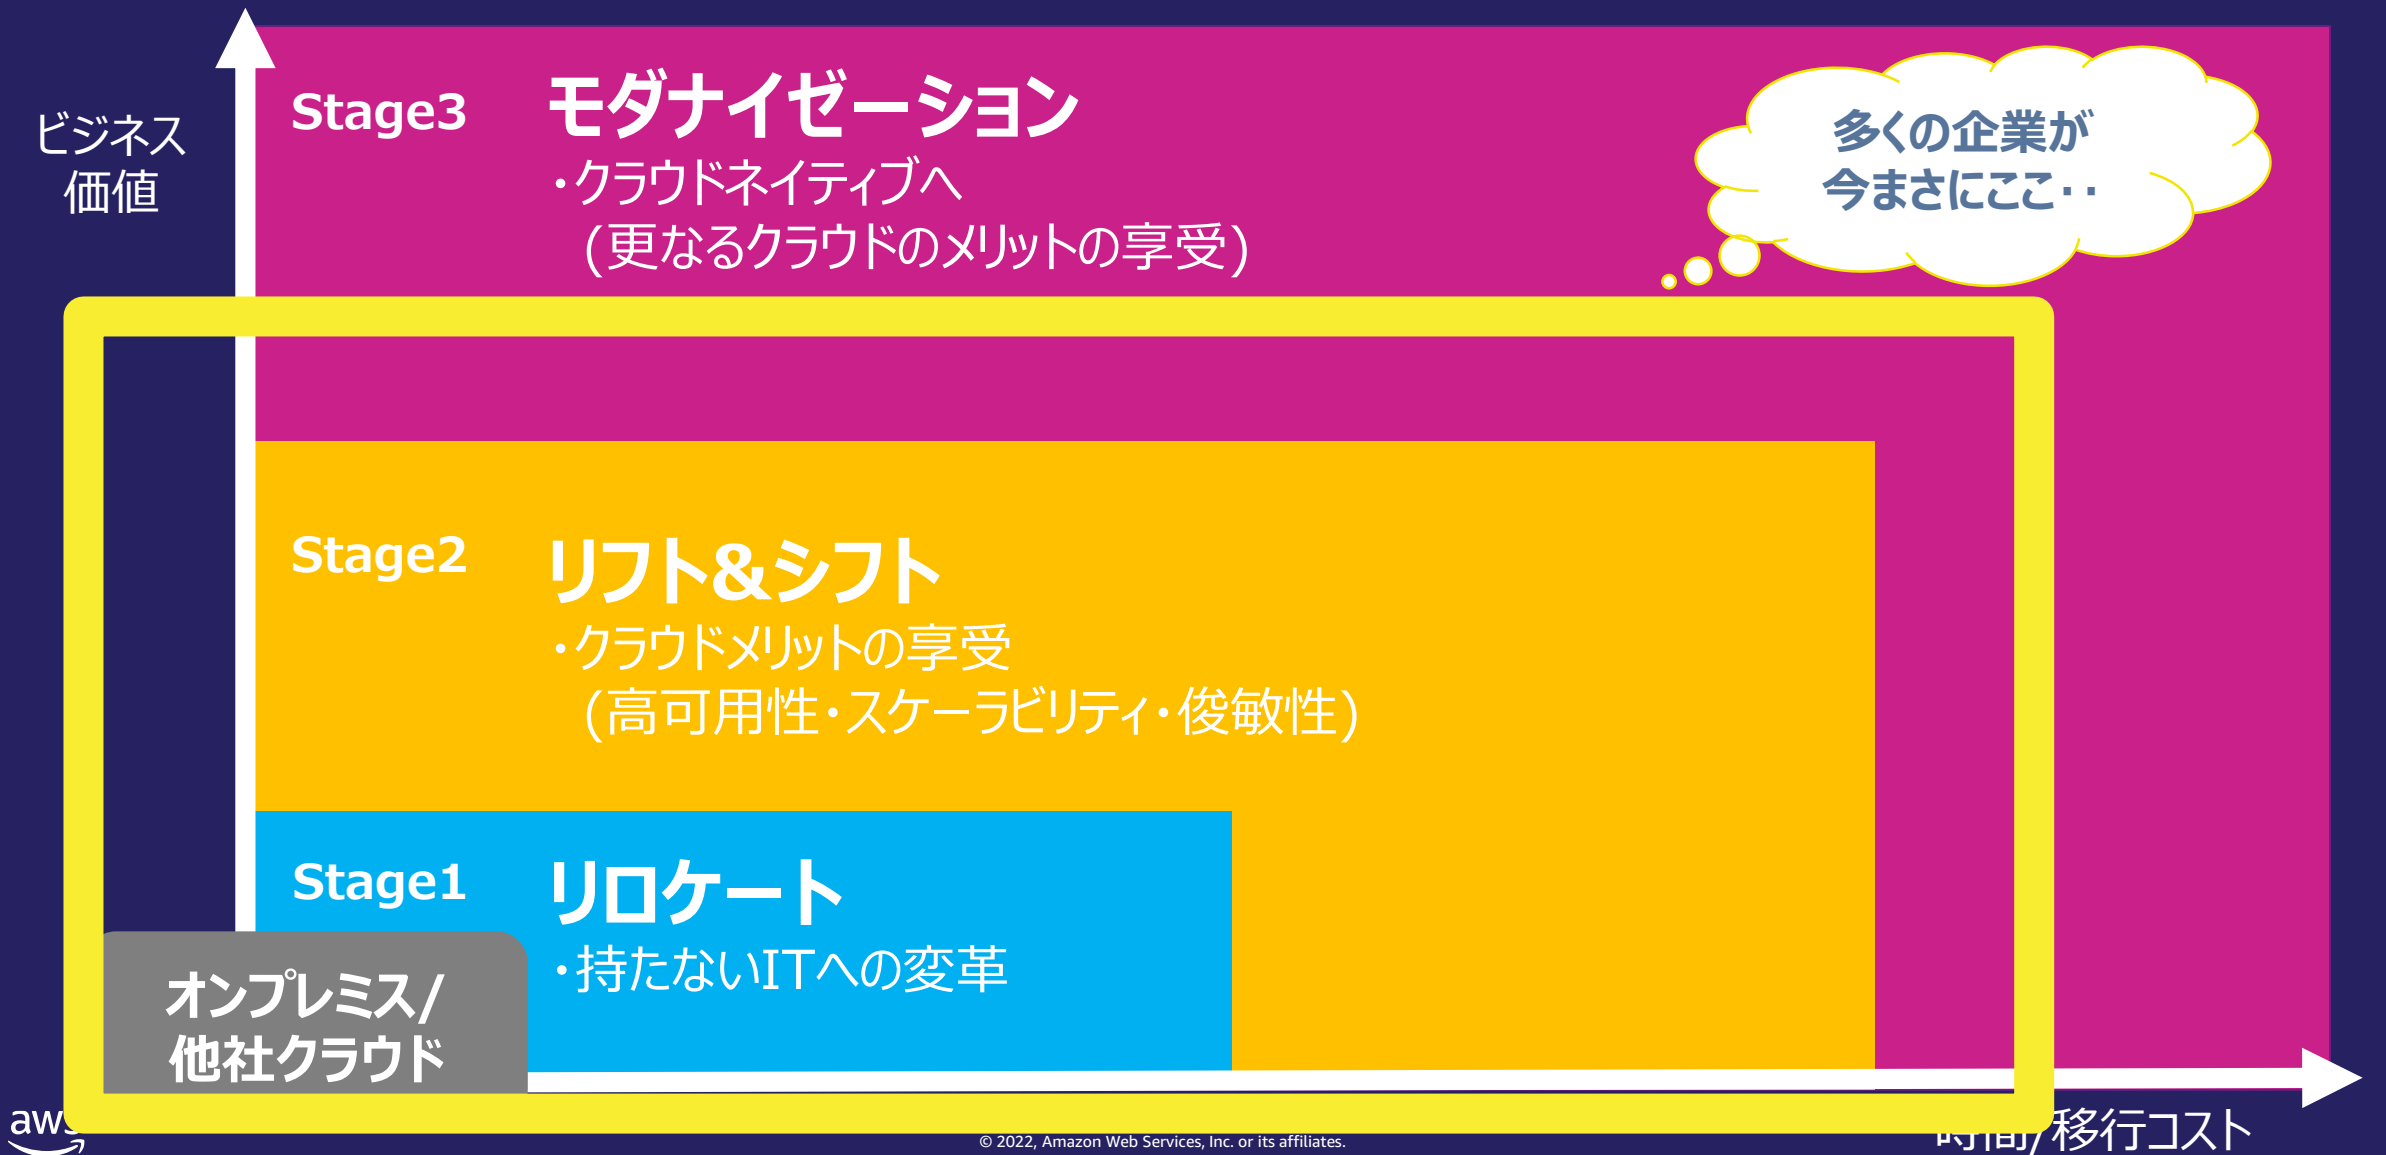 ビジネス
価値
Stage3
モダナイゼーション
・クラウドネイティブへ
(更なるクラウドのメリットの享受)
多くの企業が
今まさにここ・・
Stage2
リフト&シフト
・クラウドメリットの享受
(高可用性・スケーラビリティ・俊敏性)
Stage1
リロケート
・持たないITへの変革
オンプレミス/
他社クラウド
時間/移行コスト
aws
© 2022, Amazon Web Services, Inc. or its affiliates.